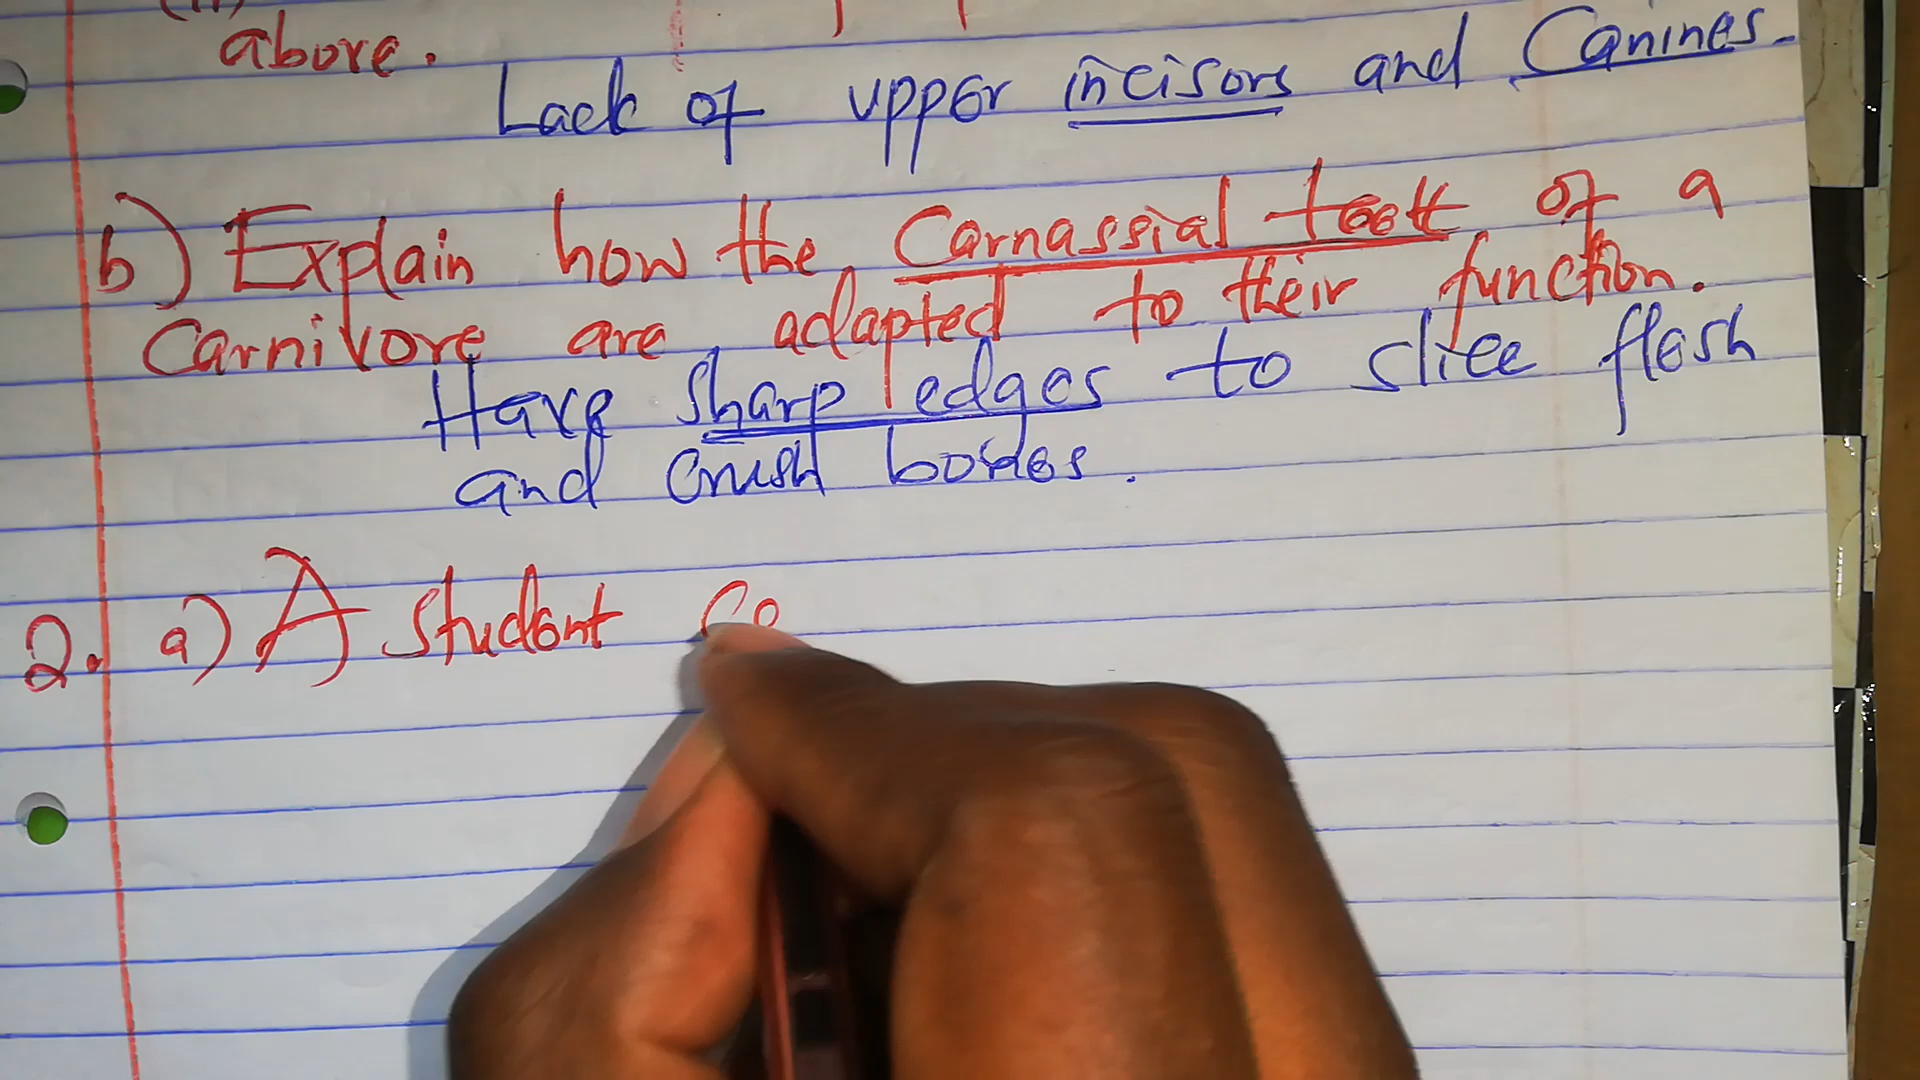 above.
Lack of upper incisors and Canines.
b) Explain how the Carnassial teeth of a
Carnivore are adapted to their function.
Have sharp edges to slice flesh
and crush bones.
2. a) A student Co